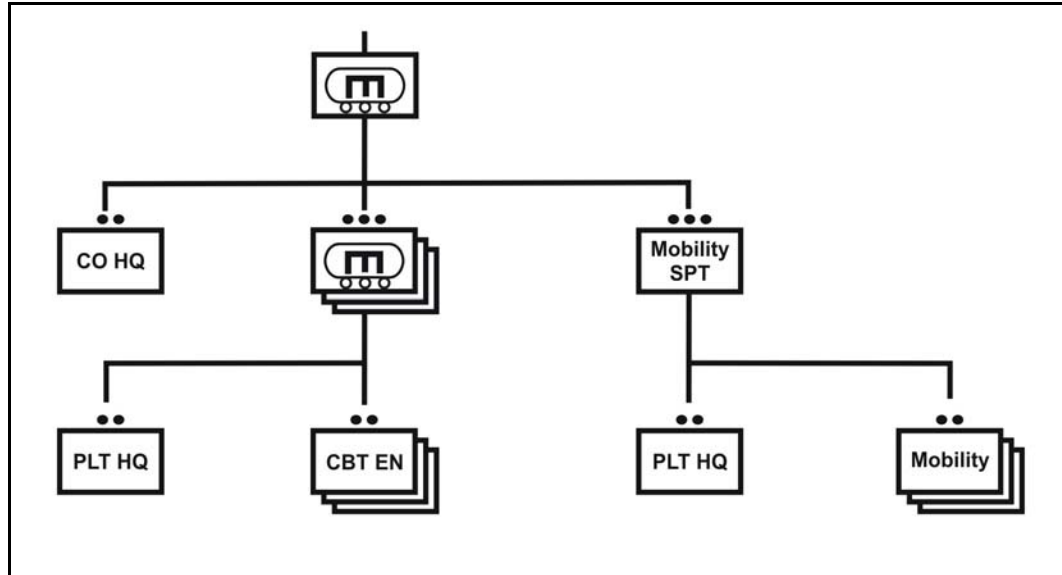 CO HQ
Mobility
SPT
PLT HQ
CBT EN
PLT HQ
Mobility